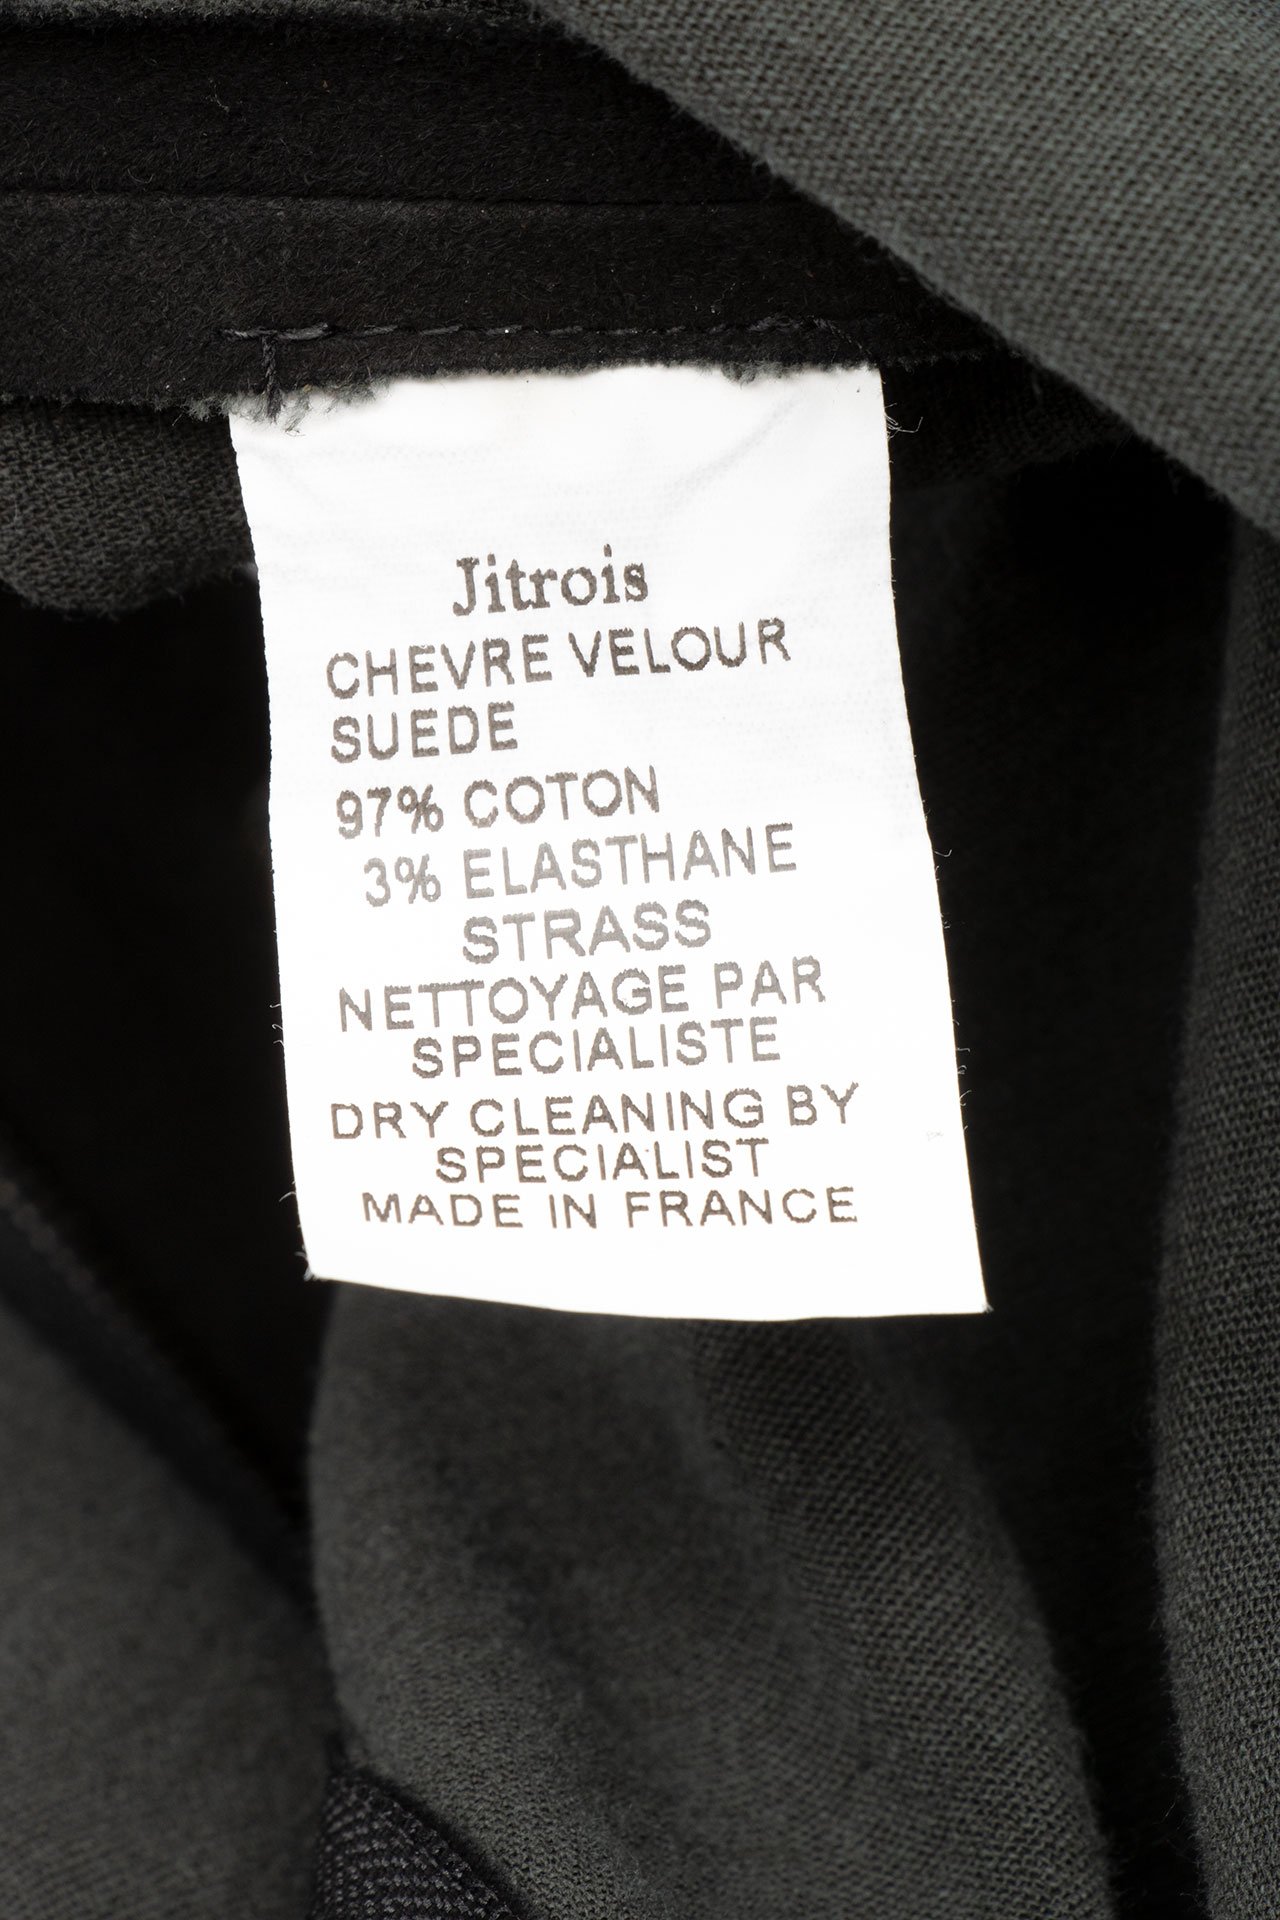 Jitrois
CHEVRE VELOUR
SUEDE
97% COTON
3% ELASTHANE
STRASS
NETTOYAGE PAR
SPECIALISTE
DRY CLEANING BY
SPECIALIST
MADE IN FRANCE